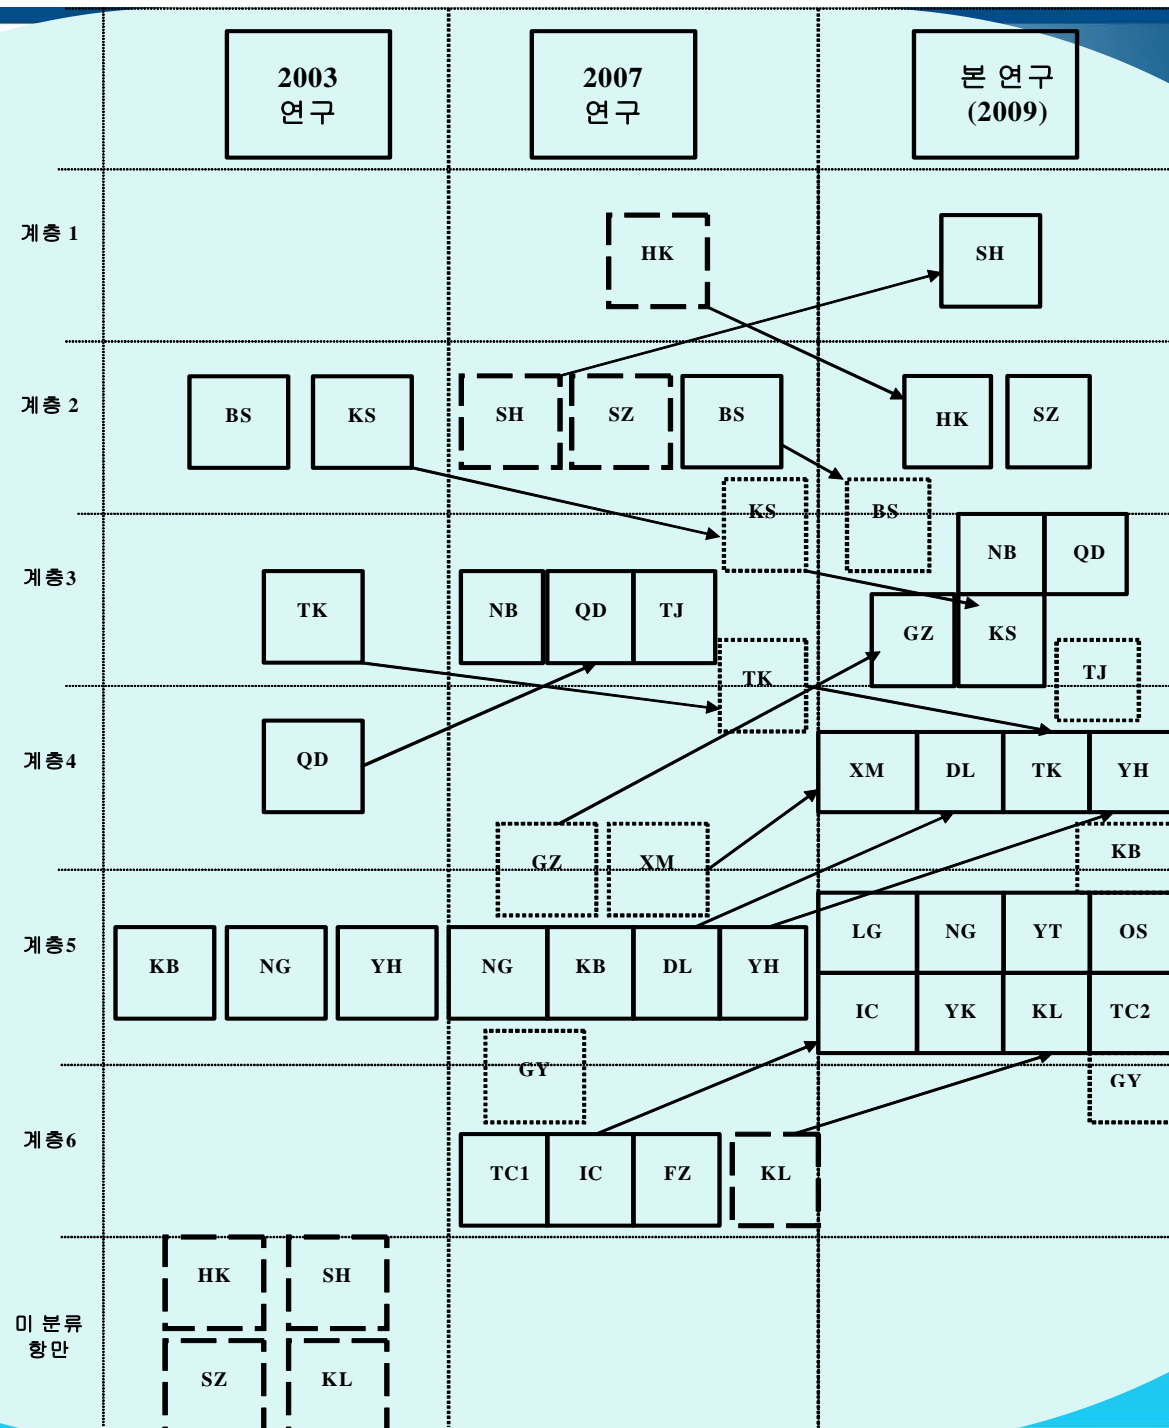 2003
연구
2007
연구
본 연구
(2009)
계층 1
HK
SH
계층 2
BS
KS
SH
SZ
BS
HK
SZ
KS
BS
NB
QD
계층3
TK
NB
QD
TJ
GZ
KS
TK
TJ
계층4
QD
XM
DL
TK
YH
GZ
XM
KB
계층5
KB
NG
YH
NG
KB
DL
YH
LG
NG
YT
OS
IC
YK
KL
TC2
GY
GY
계층6
TC1
IC
FZ
KL
미 분류
항만
HK
SH
SZ
KL